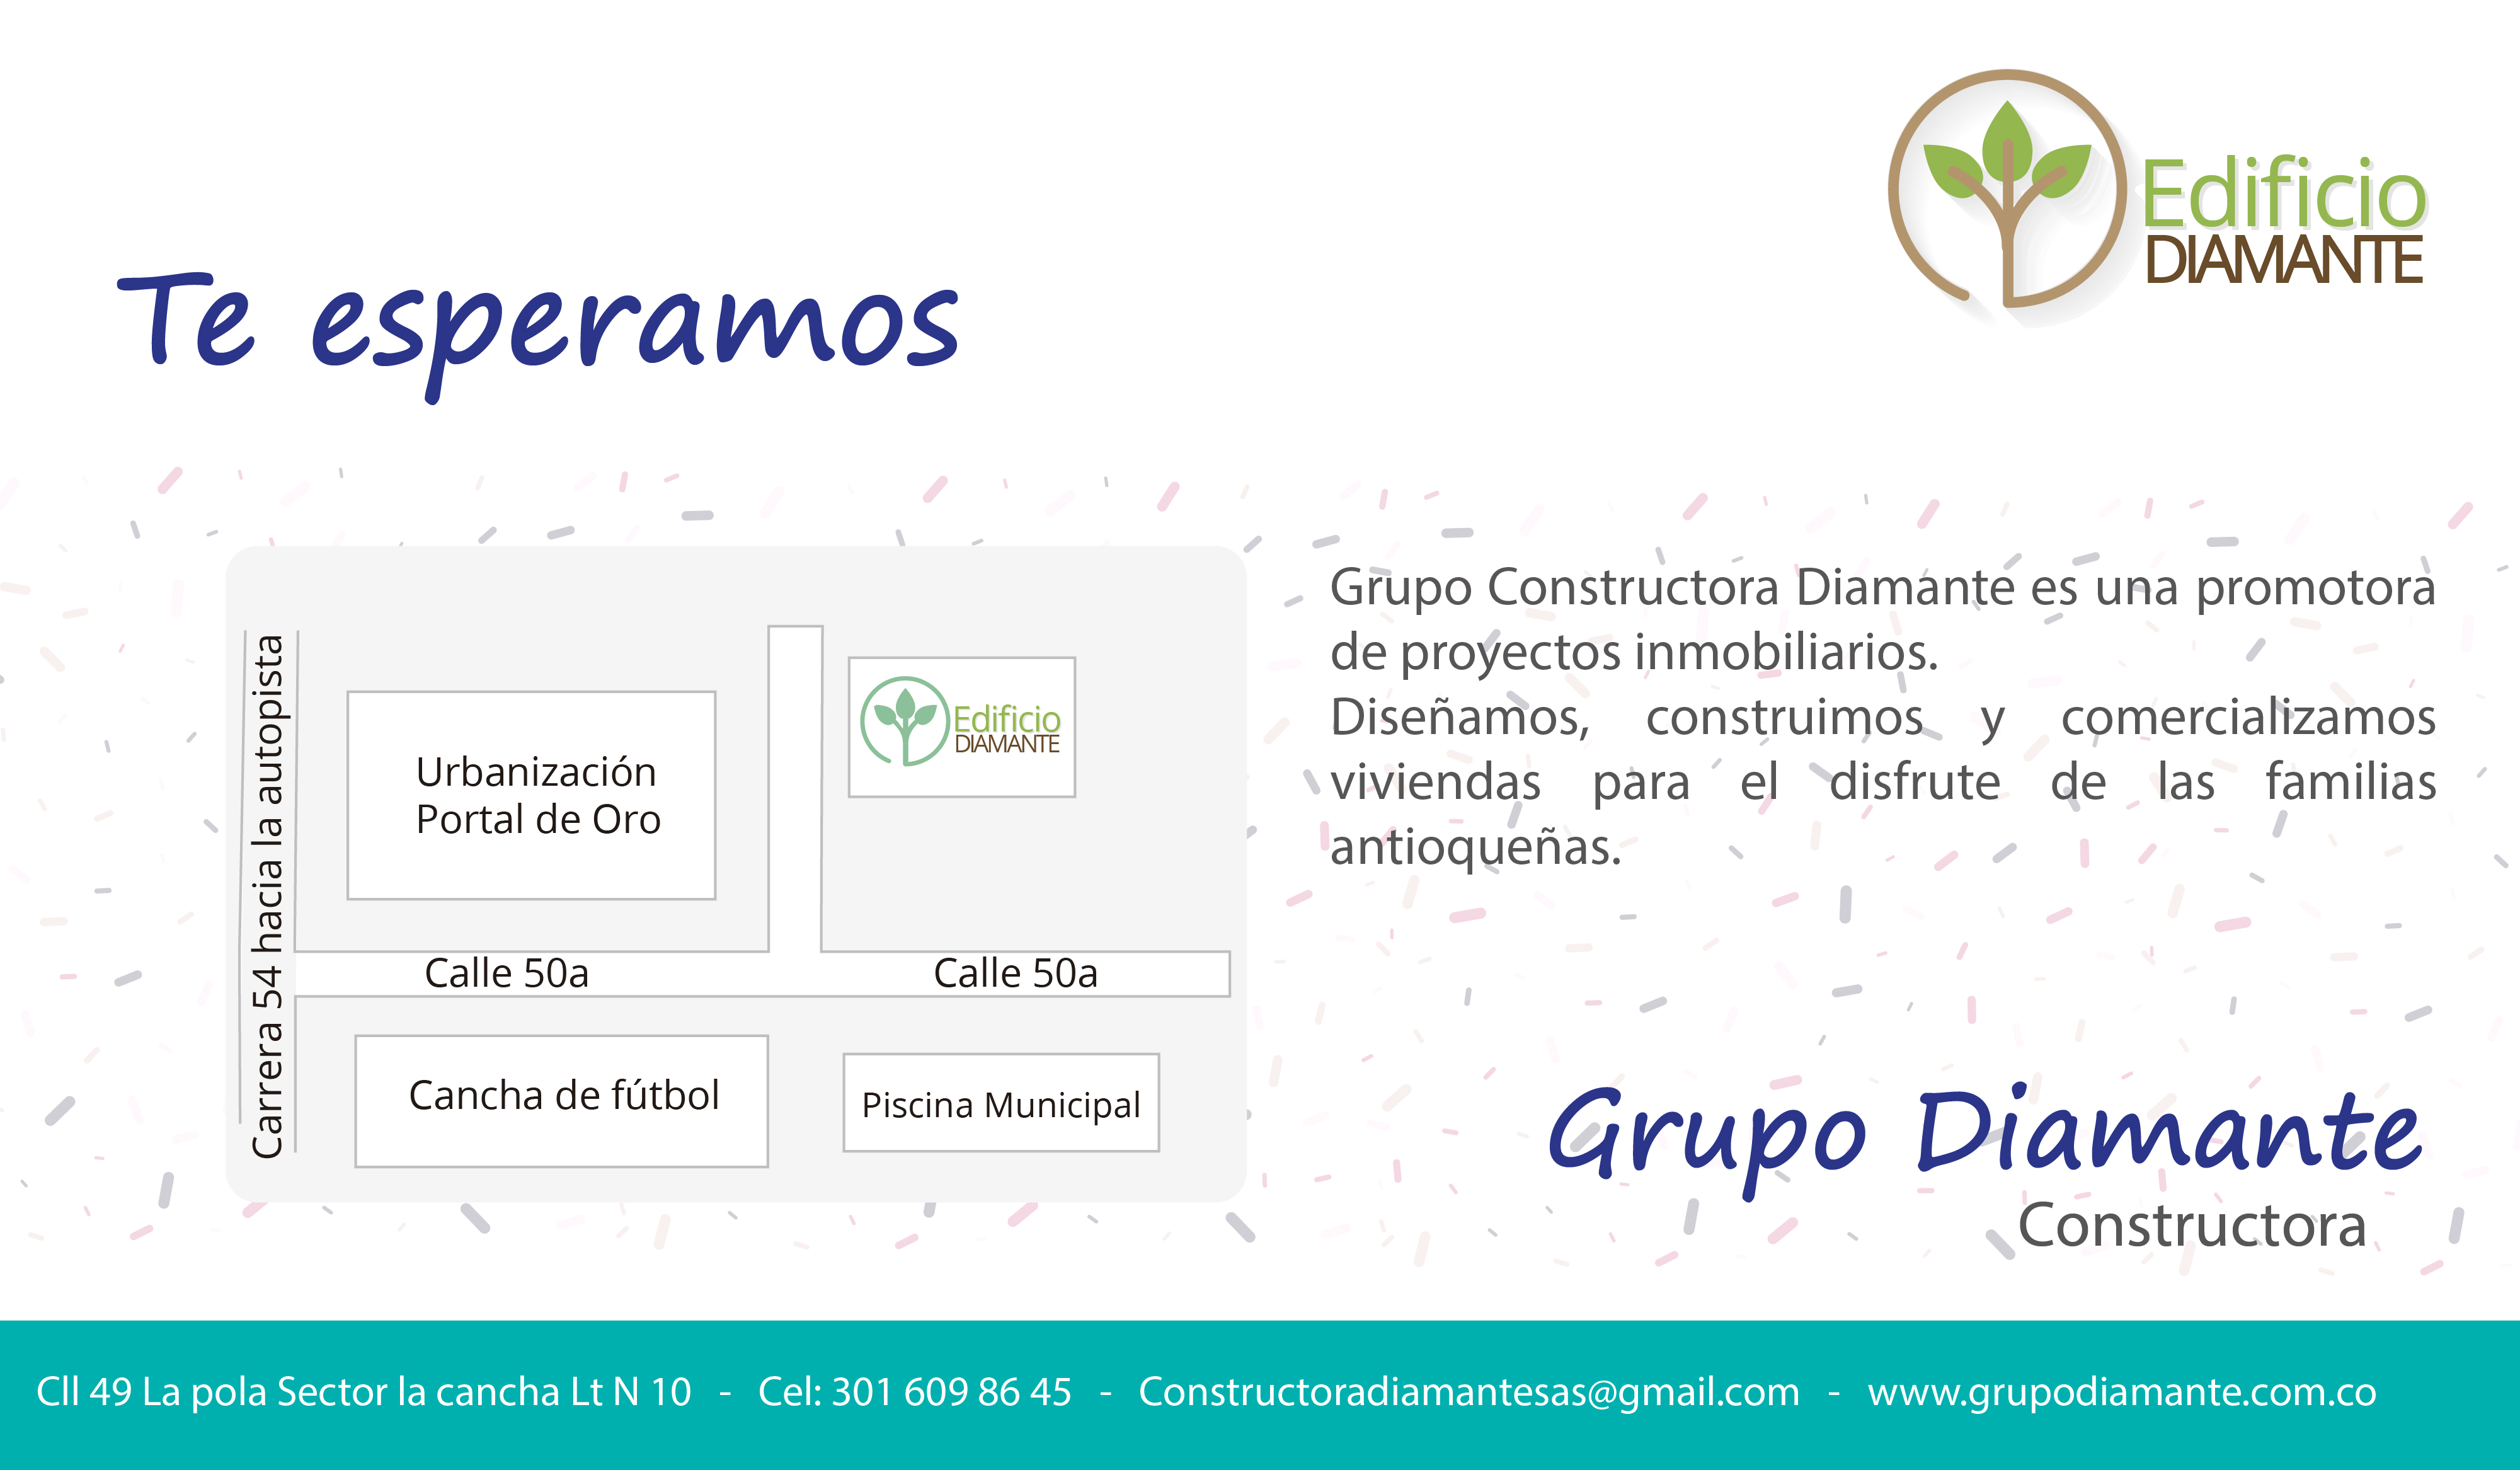 Edificio
DIAMANTE
Te esperamos
Carrera 54 hacia la autopista
Urbanización
Portal de Oro
Edificio
DIAMANTE
Calle 50a
Calle 50a
Cancha de fútbol
Piscina Municipal
Grupo Constructora Diamante es una promotora
de proyectos inmobiliarios.
Diseñamos, construimos y comercializamos
viviendas para el disfrute de las familias
antioqueñas.
Grupo Diamante
Constructora
Cll 49 La pola Sector la cancha Lt N 10 - Cel: 301 609 86 45 - Constructoradiamantesas@gmail.com - www.grupodiamante.com.co